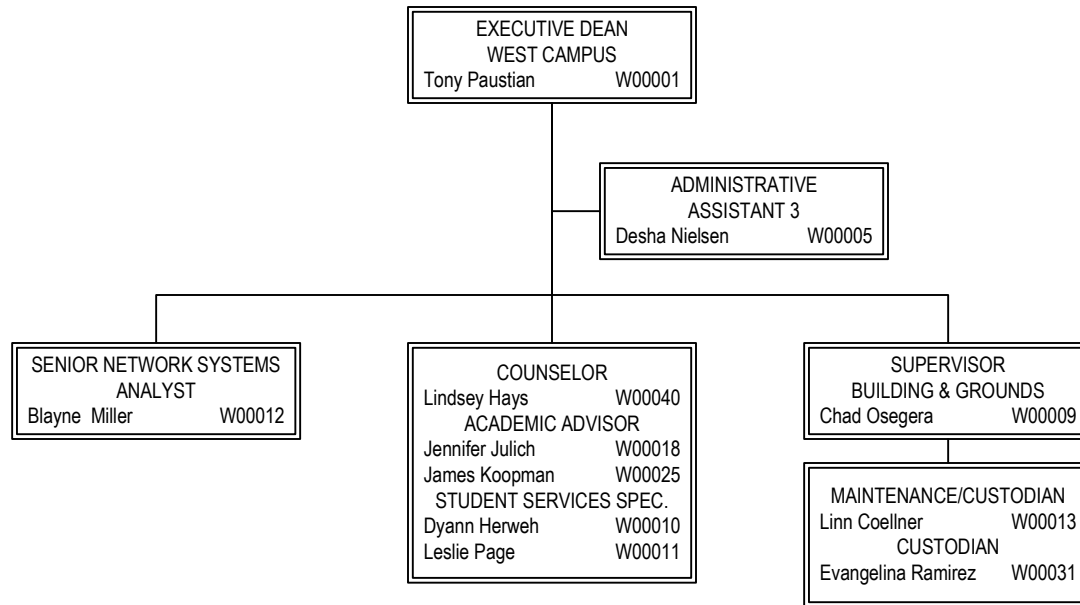 EXECUTIVE DEAN
WEST CAMPUS
Tony Paustian W00001
ADMINISTRATIVE
ASSISTANT 3
Desha Nielsen W00005
SENIOR NETWORK SYSTEMS
ANALYST
Blayne Miller W00012
COUNSELOR
Lindsey Hays W00040
ACADEMIC ADVISOR
Jennifer Julich W00018
James Koopman W00025
STUDENT SERVICES SPEC.
Dyann Herweh W00010
Leslie Page W00011
SUPERVISOR
BUILDING & GROUNDS
Chad Osegera W00009
MAINTENANCE/CUSTODIAN
Linn Coellner W00013
CUSTODIAN
Evangelina Ramirez W00031